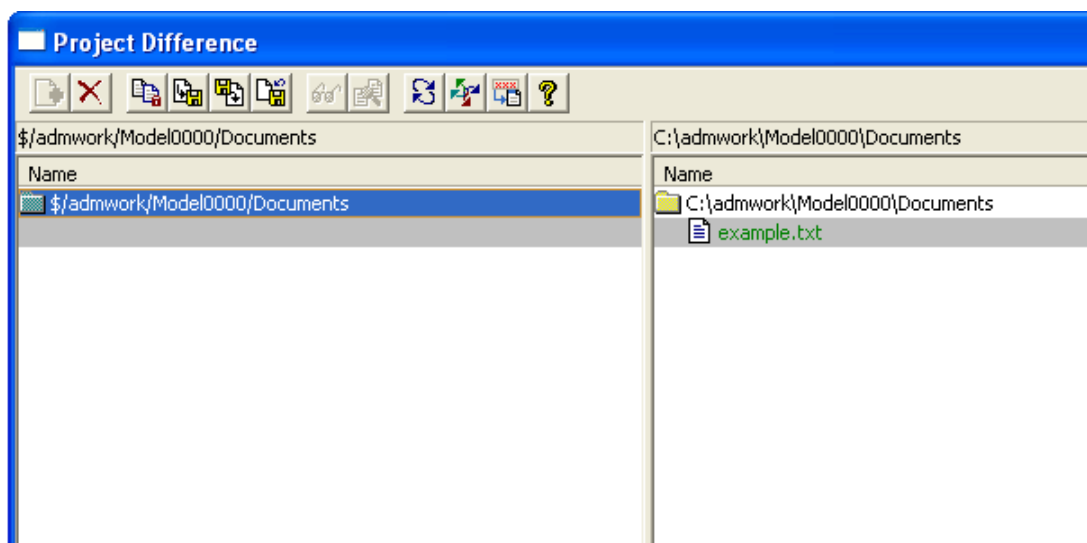 Project Difference
$/admwork/Model0000/Documents
C:\admwork\Model0000\Documents
Name
Name
$/admwork/Model0000/Documents
C:\admwork\Model0000\Documents
example.txt